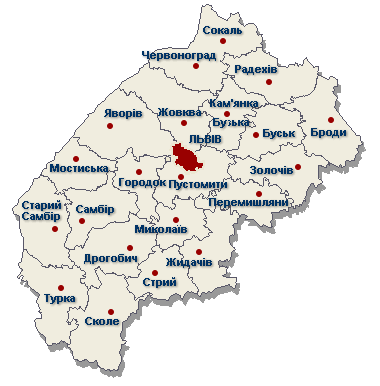 Сокаль
Червоноград
Радехів
Кам'янка
Бузька
Яворів
Жовква
Броди
Буськ
ЛЬВІВ
Мостиська
Золочів
Городок
Пустомити
Перемишляни
Старий
Самбір
Самбір
Миколаїв
Дрогобич
Жидачів
Стрий
Турка
Сколе